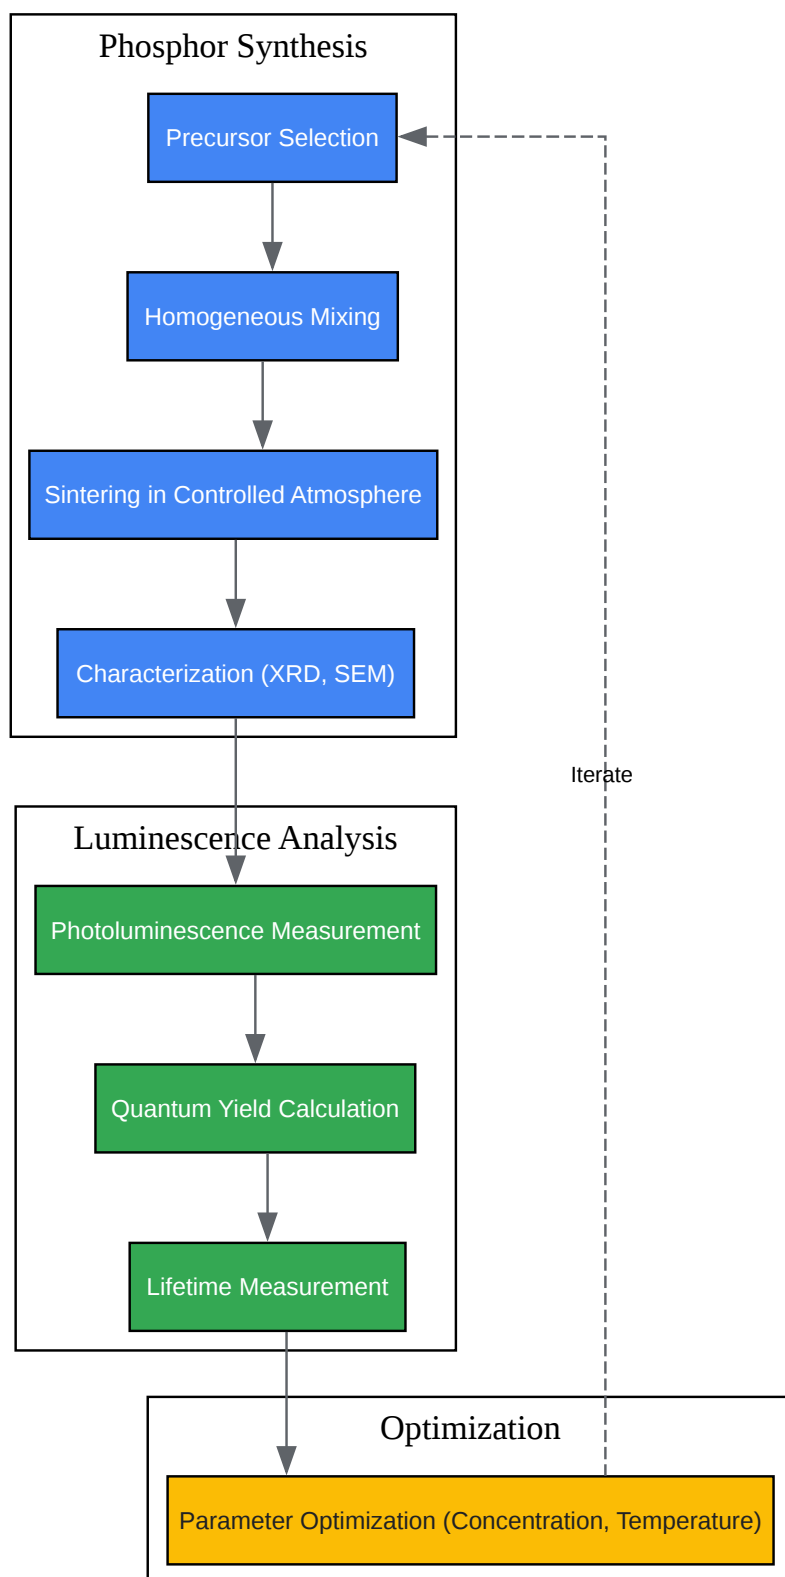 Phosphor Synthesis
Precursor Selection
Homogeneous Mixing
Sintering in Controlled Atmosphere
Characterization (XRD, SEM)
Iterate
Luminescence Analysis
Photoluminescence Measurement
Quantum Yield Calculation
Lifetime Measurement
Optimization
Parameter Optimization (Concentration, Temperature)